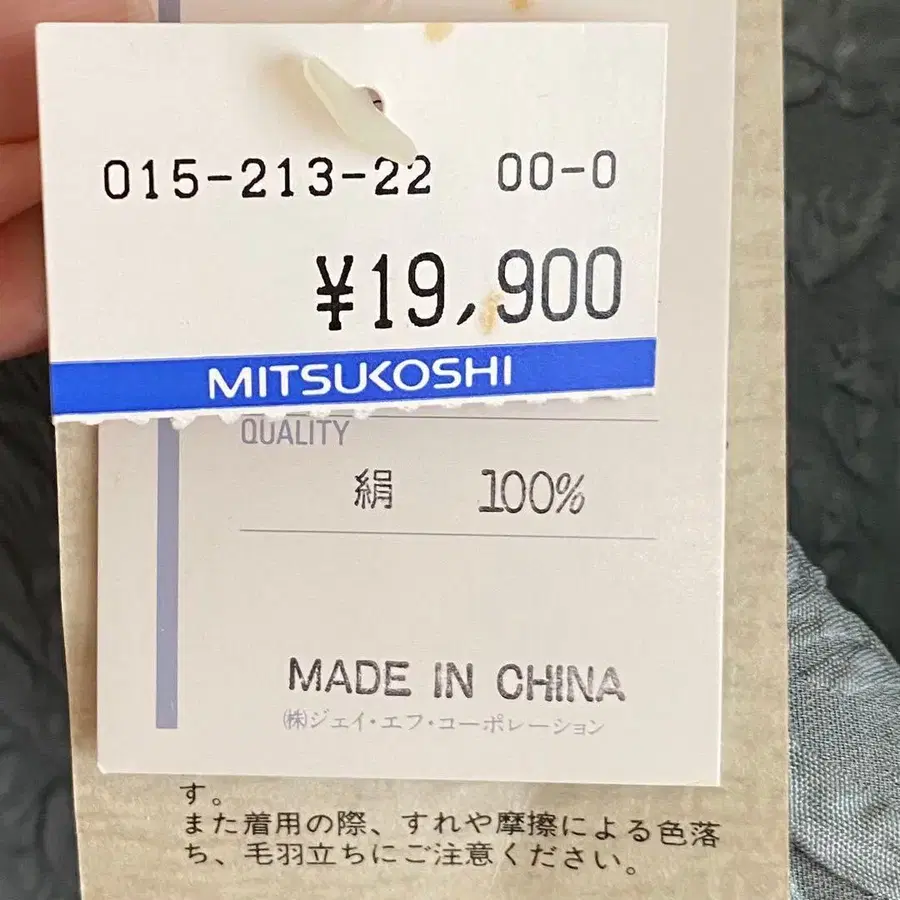 015-213-22 00-0
¥19,900
MITSUKOSHI
QUALITY
絹 100%
MADE IN CHINA
㈱ジェイ・エフ・コーポレーション
す。
また着用の際、すれや摩擦による色落
ち、毛羽立ちにご注意ください。